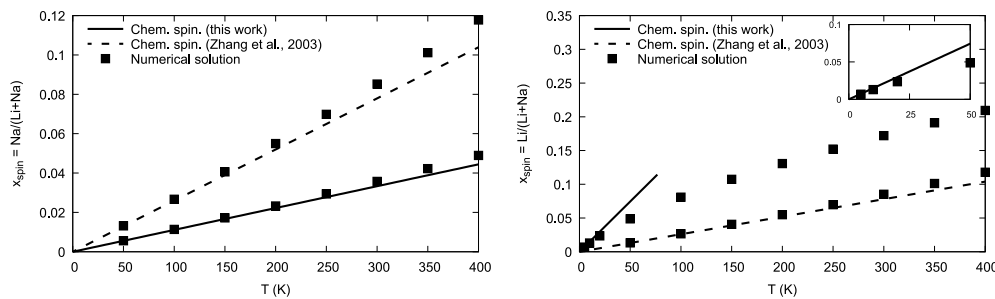 Chem. spin. (this work)
Chem. spin. (Zhang et al., 2003)
Numerical solution
0.12
0.1
0.08
0.06
0.04
0.02
0
50 100 150 200 250 300 350 400
x_spin = Na/(Li+Na)
T (K)
Chem. spin. (this work)
Chem. spin. (Zhang et al., 2003)
Numerical solution
0.35
0.3
0.25
0.2
0.15
0.1
0.05
0
0 50 100 150 200 250 300 350 400
x_spin = Li/(Li+Na)
T (K)
0.1
0.05
0
0 25 50